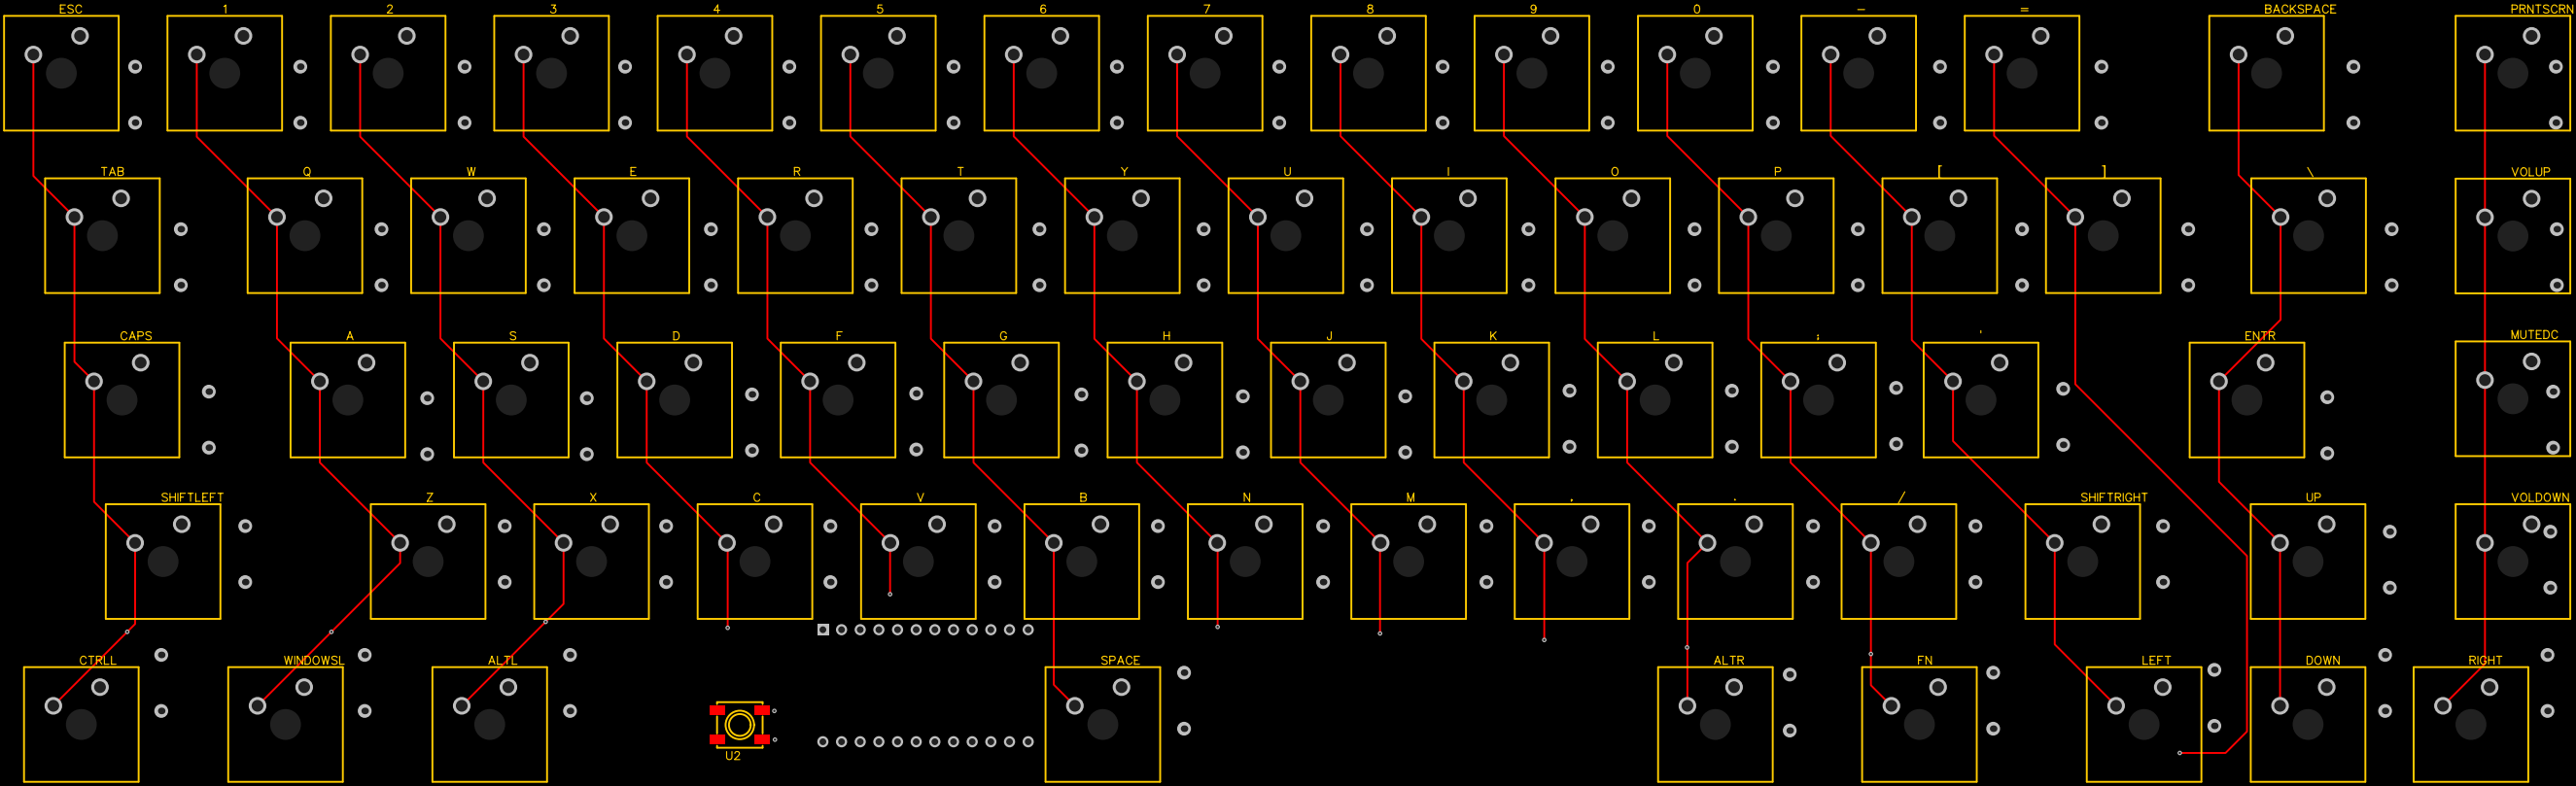 ESC 1 2 3 4 5 6 7 8 9 0 - = BACKSPACE PRNTSCRN
TAB Q W E R T Y U I O P [ ] \ VOLUP
CAPS A S D F G H J K L ; ' ENTR MUTEDC
SHIFTLEFT Z X C V B N M , . / SHIFTRIGHT UP VOLDOWN
CTRLL WINDOWSL ALTL SPACE ALTR FN LEFT DOWN RIGHT
U2